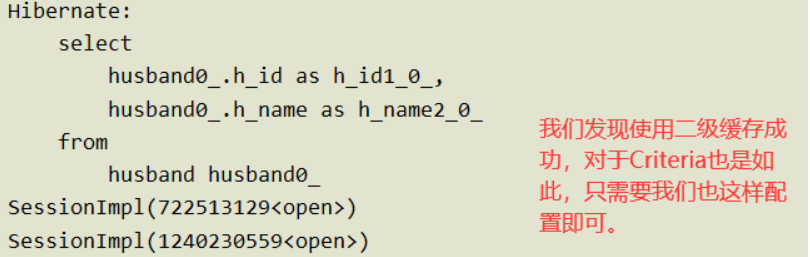 Hibernate:
    select
        husband0_.h_id as h_id1_0_,
        husband0_.h_name as h_name2_0_
    from
        husband husband0_
SessionImpl(722513129<open>)
SessionImpl(1240230559<open>)
我们发现使用二级缓存成
功，对于Criteria也是如
此，只需要我们也这样配
置即可。